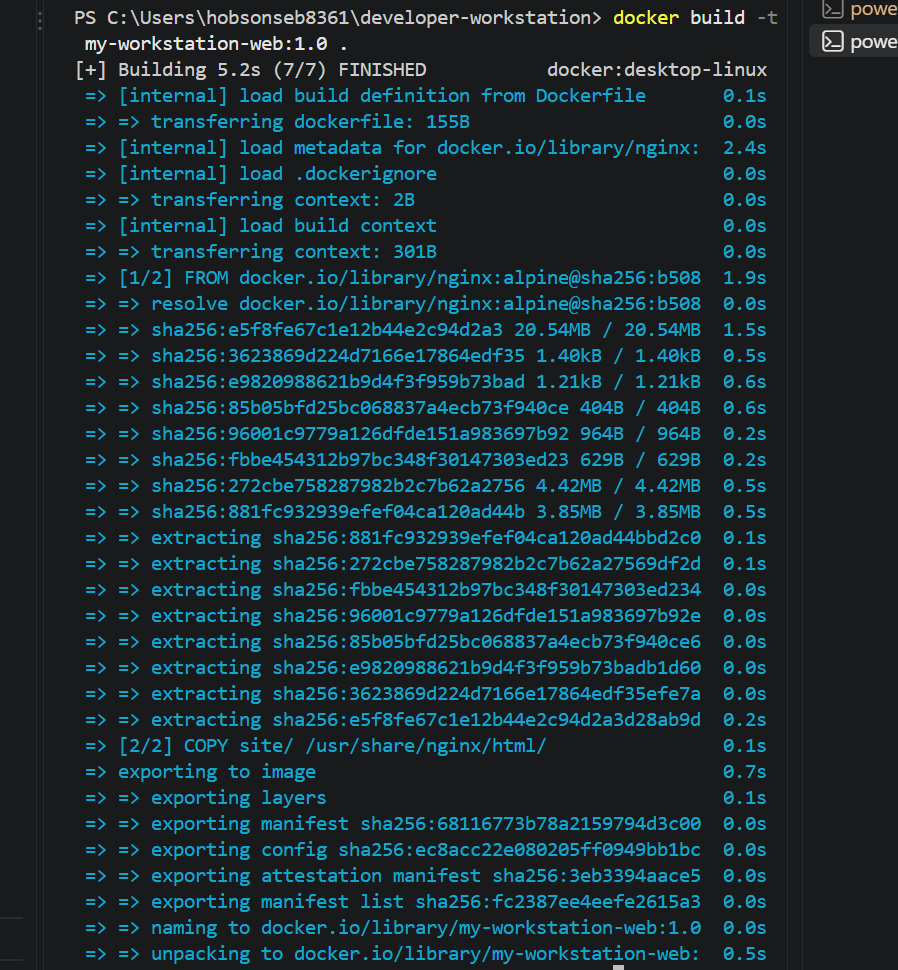 PS C:\Users\hobsonseb8361\developer-workstation> docker build -t
my-workstation-web:1.0 .
[+] Building 5.2s (7/7) FINISHED docker:desktop-linux
=> [internal] load build definition from Dockerfile 0.1s
=> => transferring dockerfile: 155B 0.0s
=> [internal] load metadata for docker.io/library/nginx: 2.4s
=> [internal] load .dockerignore 0.0s
=> => transferring context: 2B 0.0s
=> [internal] load build context 0.0s
=> => transferring context: 301B 0.0s
=> [1/2] FROM docker.io/library/nginx:alpine@sha256:b508 1.9s
=> => resolve docker.io/library/nginx:alpine@sha256:b508 0.0s
=> => sha256:e5f8fe67c1e12b44e2c94d2a3 20.54MB / 20.54MB 1.5s
=> => sha256:3623869d224d7166e17864edf35 1.40kB / 1.40kB 0.5s
=> => sha256:e9820988621b9d4f3f959b73bad 1.21kB / 1.21kB 0.6s
=> => sha256:85b05bfd25bc068837a4ecb73f940ce 404B / 404B 0.6s
=> => sha256:96001c9779a126dfde151a983697b92 964B / 964B 0.2s
=> => sha256:fbbe454312b97bc348f30147303ed23 629B / 629B 0.2s
=> => sha256:272cbe758287982b2c7b62a2756 4.42MB / 4.42MB 0.5s
=> => sha256:881fc932939efef04ca120ad44b 3.85MB / 3.85MB 0.5s
=> => extracting sha256:881fc932939efef04ca120ad44bbd2c0 0.1s
=> => extracting sha256:272cbe758287982b2c7b62a27569df2d 0.1s
=> => extracting sha256:fbbe454312b97bc348f30147303ed234 0.0s
=> => extracting sha256:96001c9779a126dfde151a983697b92e 0.0s
=> => extracting sha256:85b05bfd25bc068837a4ecb73f940ce6 0.0s
=> => extracting sha256:e9820988621b9d4f3f959b73badb1d60 0.0s
=> => extracting sha256:3623869d224d7166e17864edf35efe7a 0.0s
=> => extracting sha256:e5f8fe67c1e12b44e2c94d2a3d28ab9d 0.2s
=> [2/2] COPY site/ /usr/share/nginx/html/ 0.1s
=> exporting to image 0.7s
=> => exporting layers 0.1s
=> => exporting manifest sha256:68116773b78a2159794d3c00 0.0s
=> => exporting config sha256:ec8acc22e080205ff0949bb1bc 0.0s
=> => exporting attestation manifest sha256:3eb3394aace5 0.0s
=> => exporting manifest list sha256:fc2387ee4eefe2615a3 0.0s
=> => naming to docker.io/library/my-workstation-web:1.0 0.0s
=> => unpacking to docker.io/library/my-workstation-web: 0.5s
powe
powe